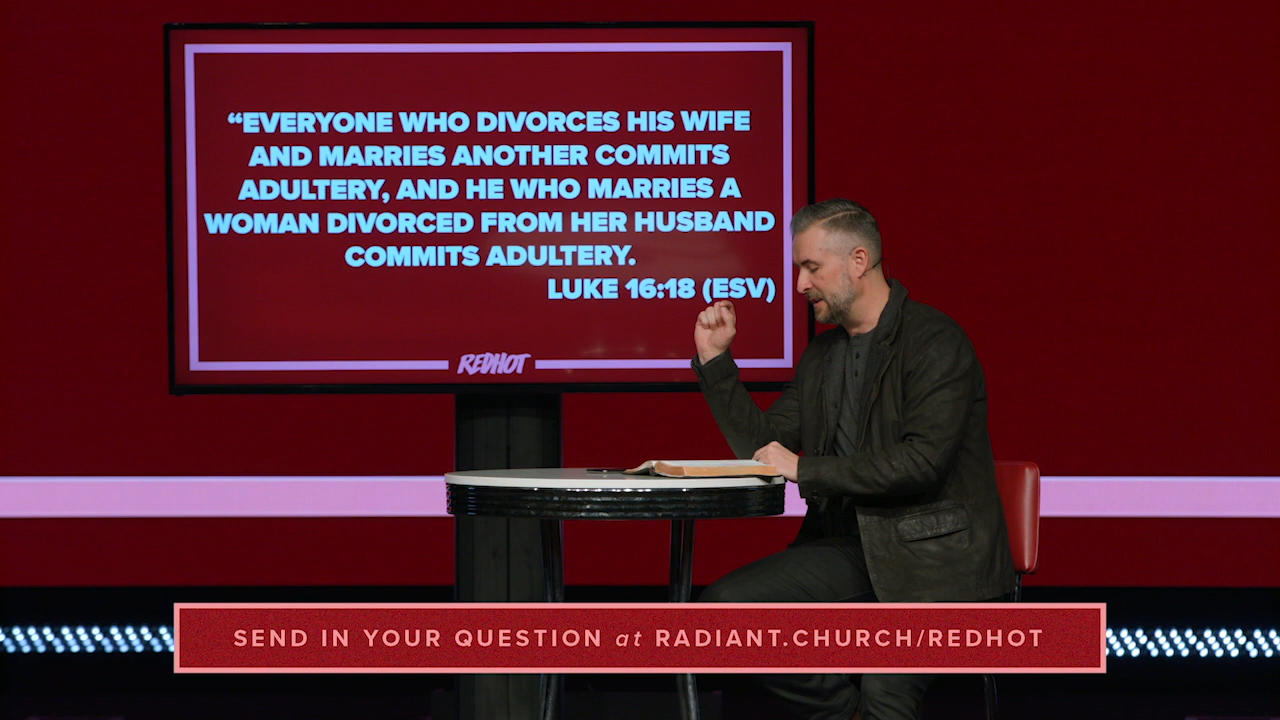 “EVERYONE WHO DIVORCES HIS WIFE
AND MARRIES ANOTHER COMMITS
ADULTERY, AND HE WHO MARRIES A
WOMAN DIVORCED FROM HER HUSBAND
COMMITS ADULTERY.
LUKE 16:18 (ESV)
REDHOT
SEND IN YOUR QUESTION at RADIANT.CHURCH/REDHOT